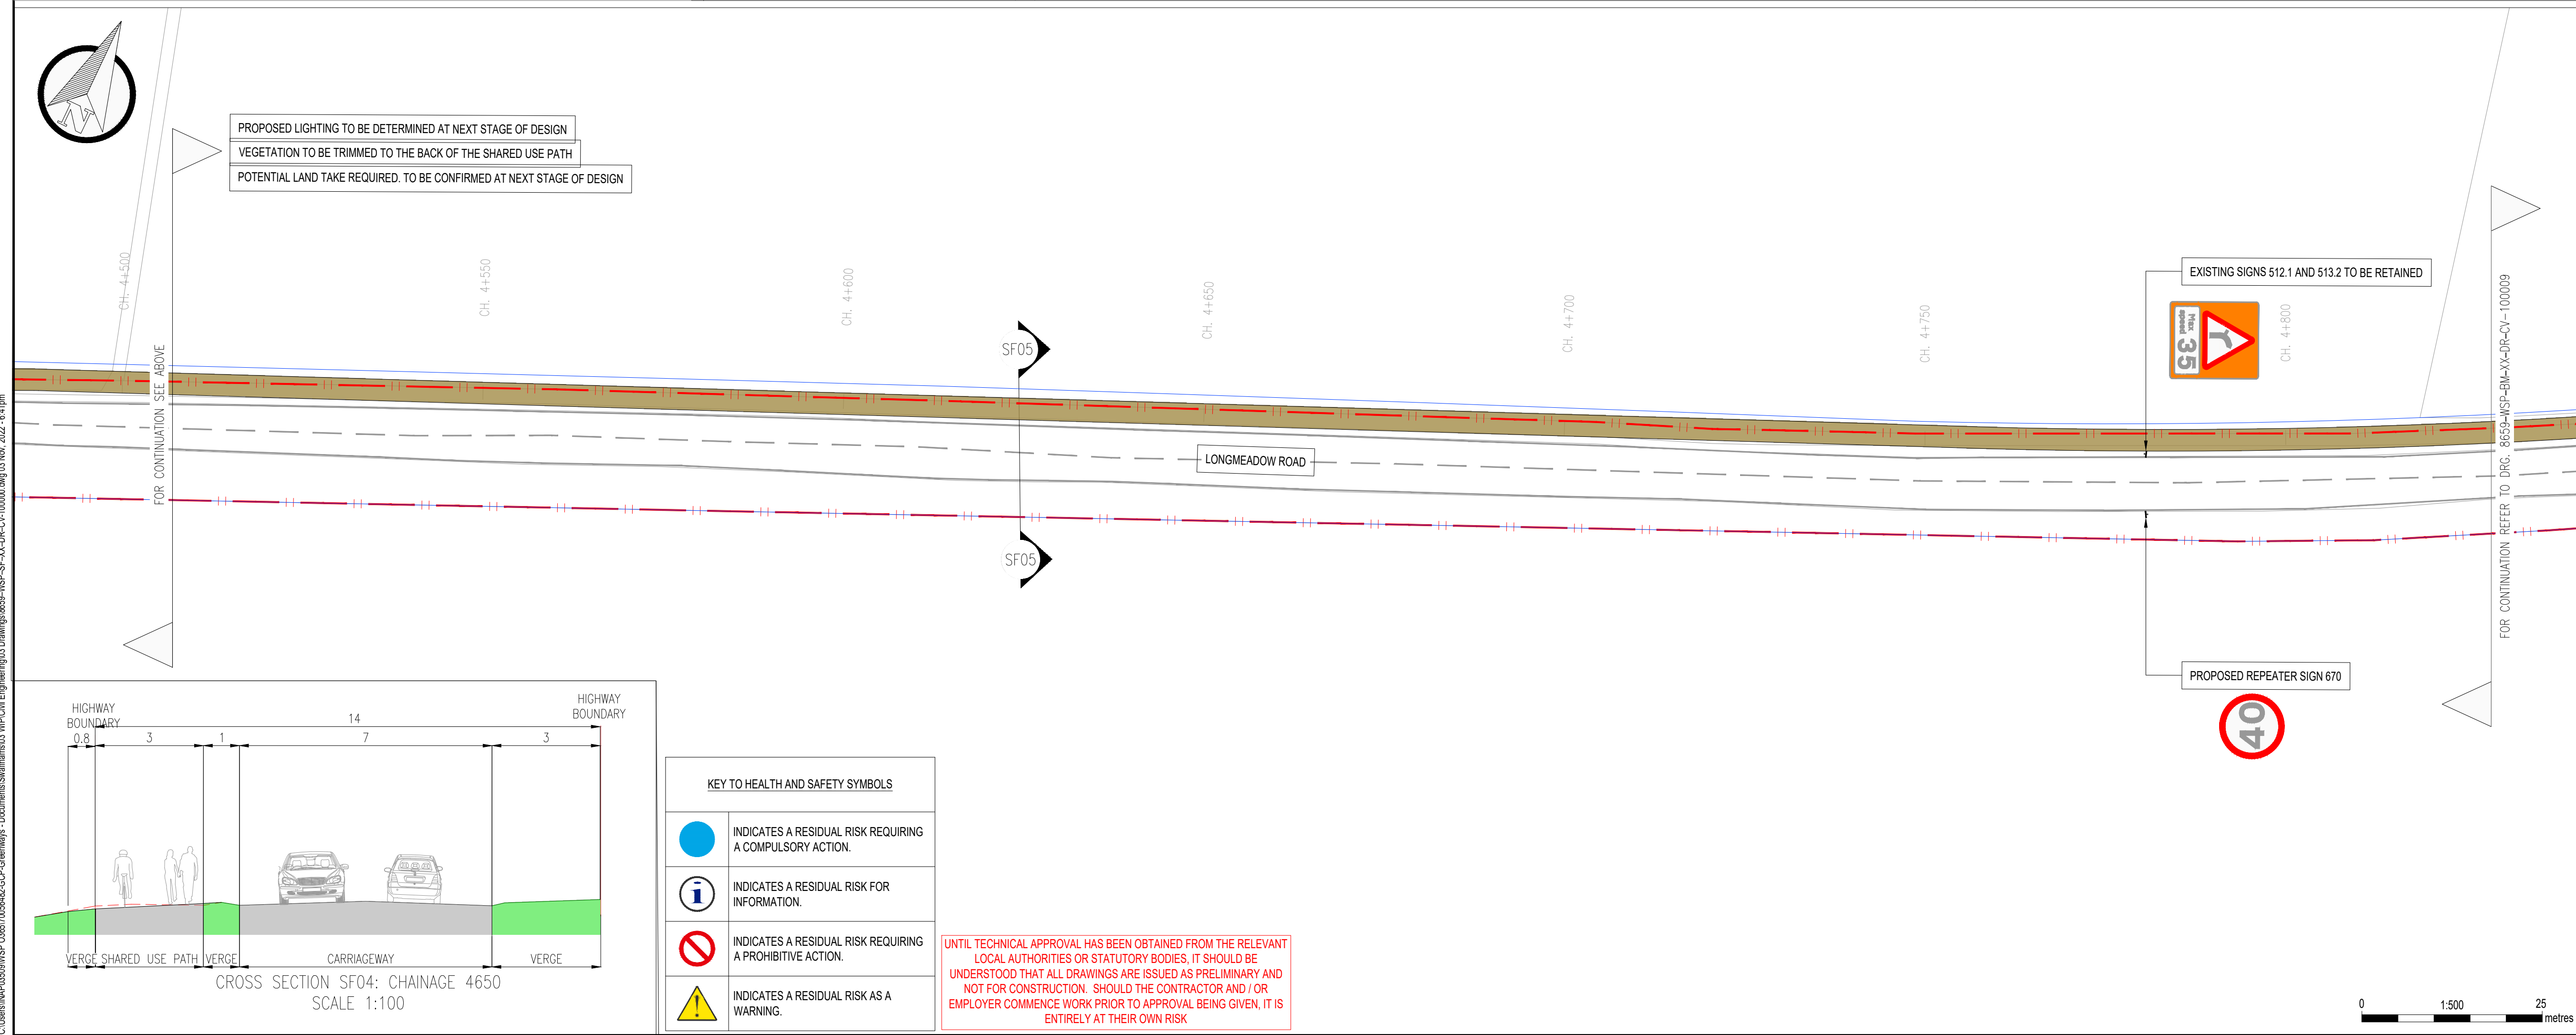 N
PROPOSED LIGHTING TO BE DETERMINED AT NEXT STAGE OF DESIGN
VEGETATION TO BE TRIMMED TO THE BACK OF THE SHARED USE PATH
POTENTIAL LAND TAKE REQUIRED. TO BE CONFIRMED AT NEXT STAGE OF DESIGN
CH. 4+500
CH. 4+550
CH. 4+600
CH. 4+650
CH. 4+700
CH. 4+750
CH. 4+800
EXISTING SIGNS 512.1 AND 513.2 TO BE RETAINED
Max
speed
35
FOR CONTINUATION SEE ABOVE
FOR CONTINUATION REFER TO DRG. 8659-WSP-BM-XX-DR-CV-100009
SF05
LONGMEADOW ROAD
SF05
PROPOSED REPEATER SIGN 670
40
HIGHWAY
BOUNDARY
HIGHWAY
BOUNDARY
14
0.8
3
1
7
3
VERGE
SHARED USE PATH
VERGE
CARRIAGEWAY
VERGE
CROSS SECTION SF04: CHAINAGE 4650
SCALE 1:100
KEY TO HEALTH AND SAFETY SYMBOLS
INDICATES A RESIDUAL RISK REQUIRING
A COMPULSORY ACTION.
i
INDICATES A RESIDUAL RISK FOR
INFORMATION.
INDICATES A RESIDUAL RISK REQUIRING
A PROHIBITIVE ACTION.
!
INDICATES A RESIDUAL RISK AS A
WARNING.
UNTIL TECHNICAL APPROVAL HAS BEEN OBTAINED FROM THE RELEVANT
LOCAL AUTHORITIES OR STATUTORY BODIES, IT SHOULD BE
UNDERSTOOD THAT ALL DRAWINGS ARE ISSUED AS PRELIMINARY AND
NOT FOR CONSTRUCTION. SHOULD THE CONTRACTOR AND / OR
EMPLOYER COMMENCE WORK PRIOR TO APPROVAL BEING GIVEN, IT IS
ENTIRELY AT THEIR OWN RISK
0
1:500
25
metres